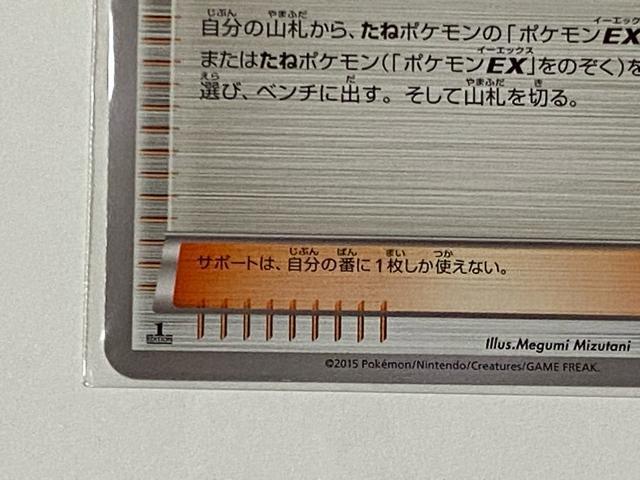 自分の山札から、たねポケモンの「ポケモンEX
またはたねポケモン(「ポケモンEX」をのぞく)を
選び、ベンチに出す。そして山札を切る。
サポートは、自分の番に1枚しか使えない。
1
EDITION
Illus.Megumi Mizutani
©2015 Pokémon/Nintendo/Creatures/GAME FREAK.